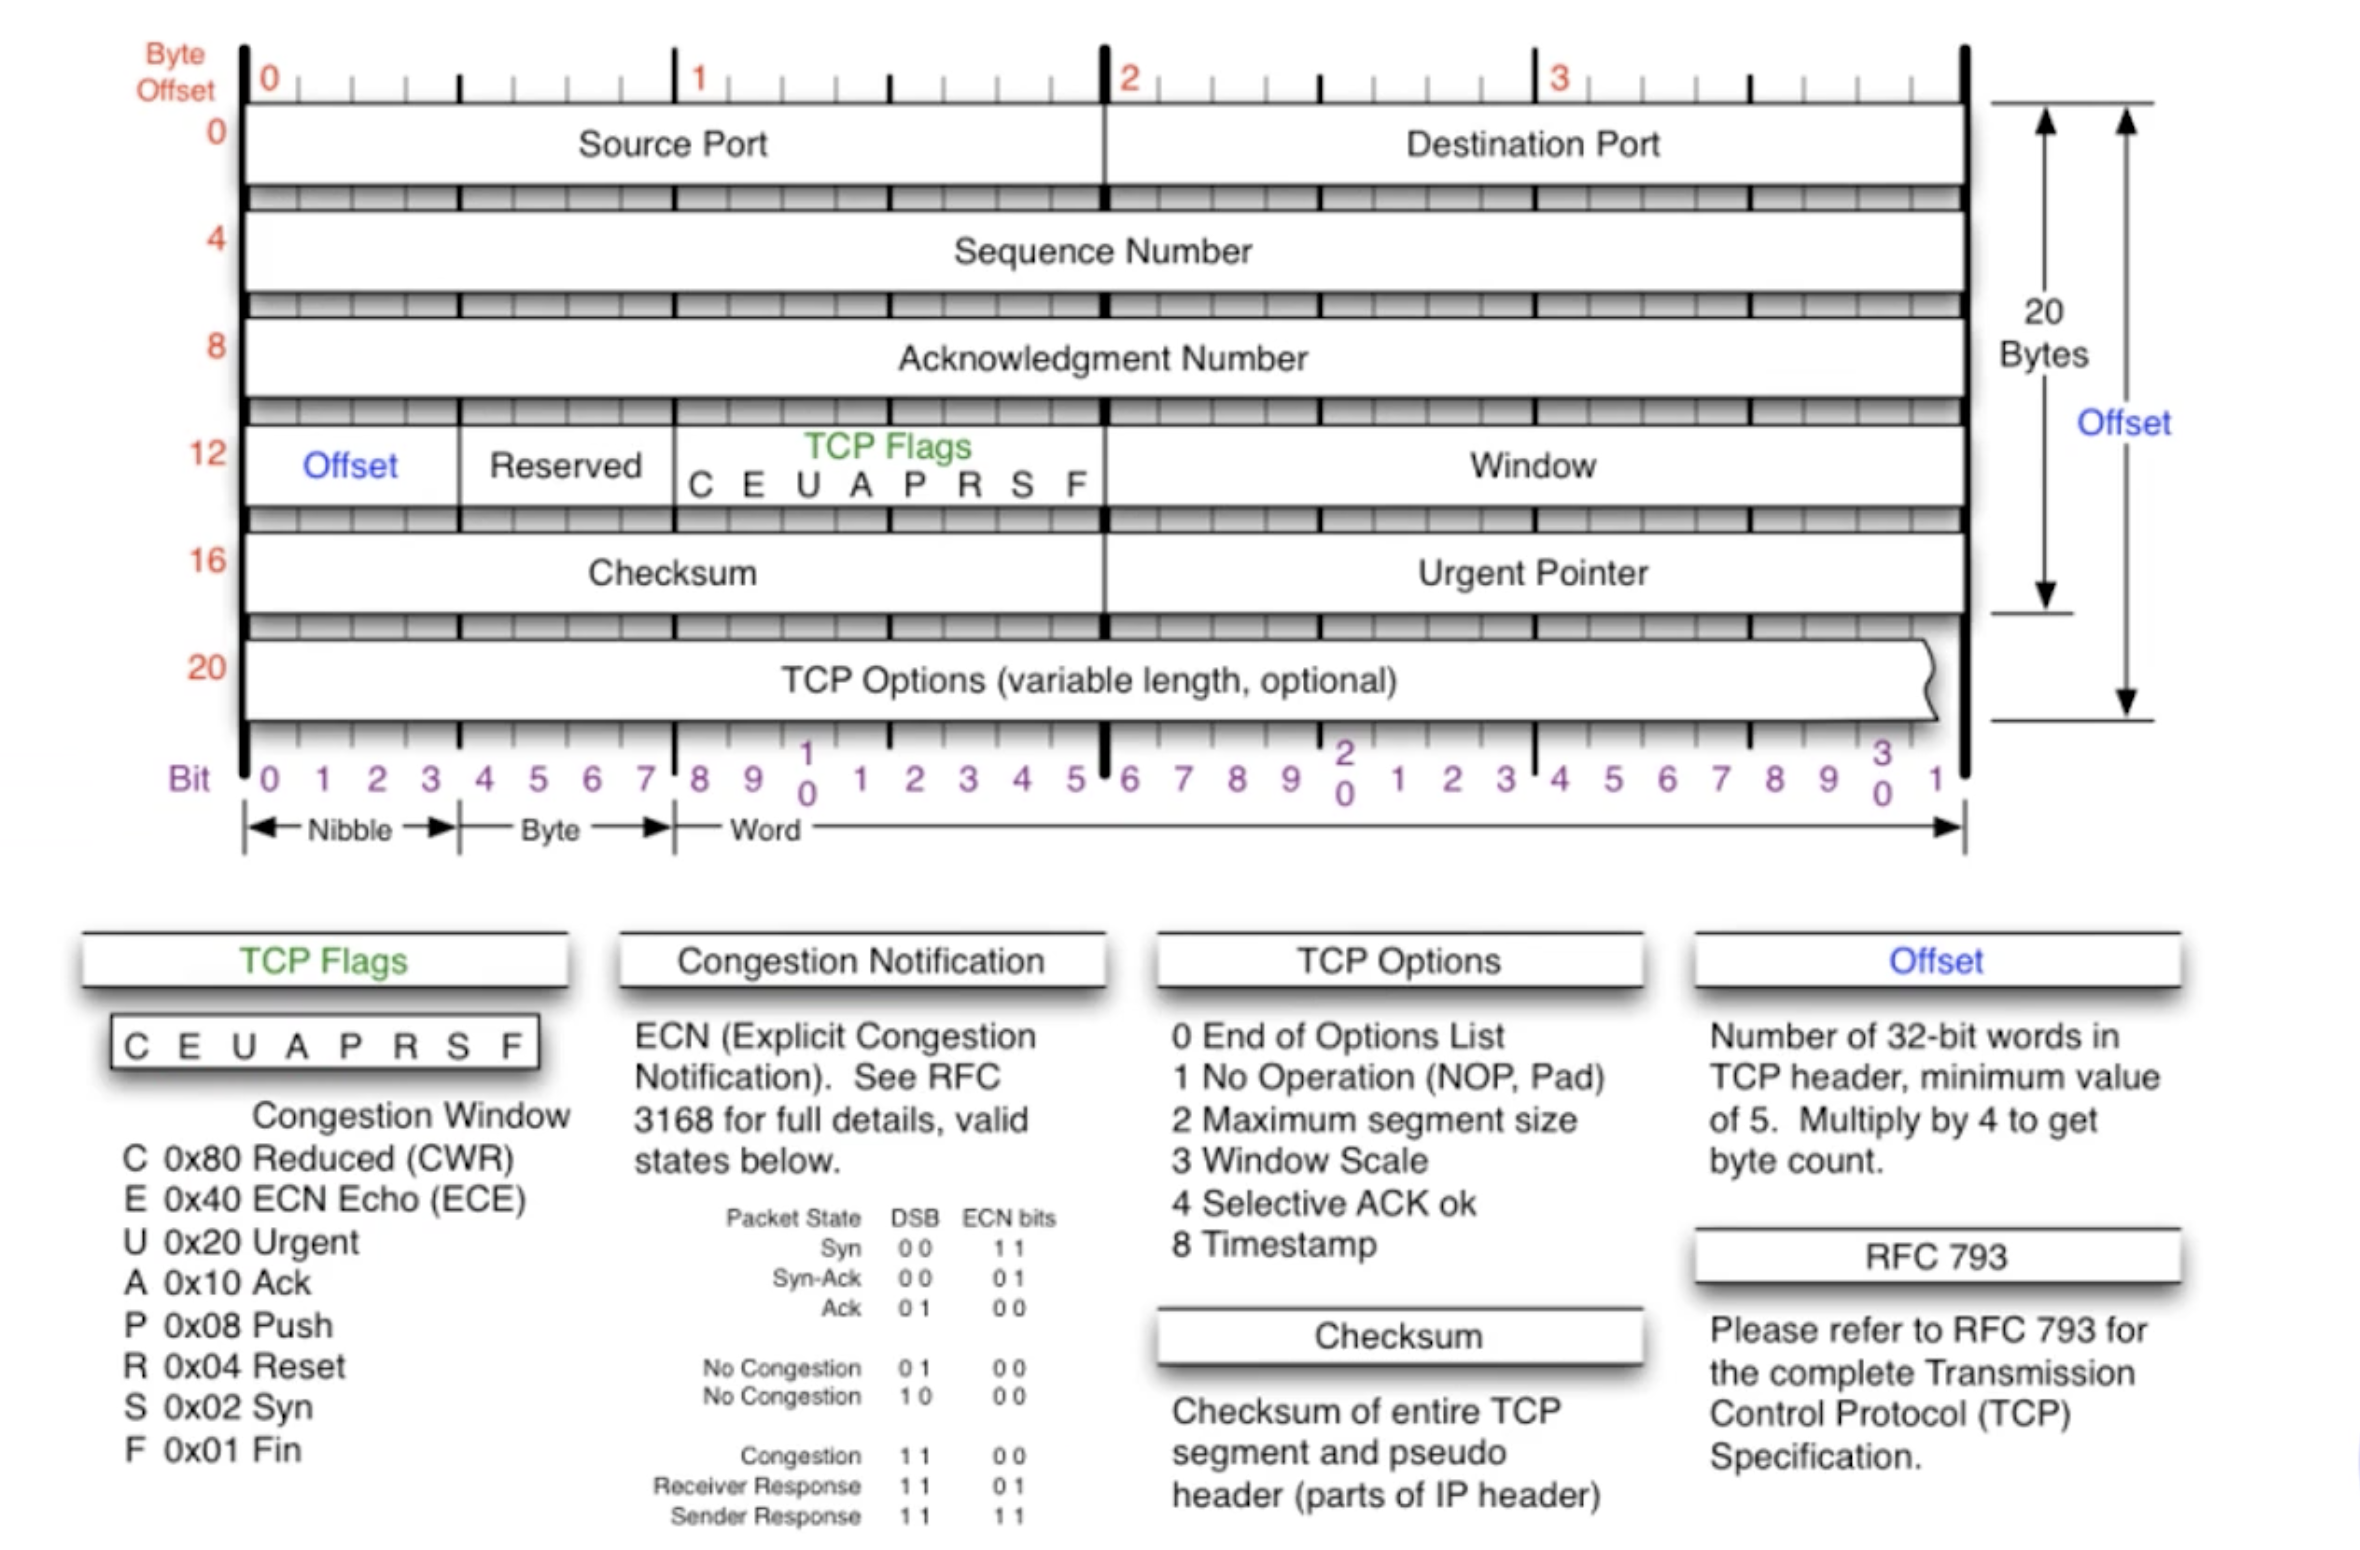 Byte
Offset
0 1 2 3
0 Source Port Destination Port
4 Sequence Number
8 Acknowledgment Number
20
Bytes
Offset
12 Offset Reserved TCP Flags Window
C E U A P R S F
16 Checksum Urgent Pointer
20 TCP Options (variable length, optional)
Bit 0 1 2 3 4 5 6 7 8 9 10 1 2 3 4 5 6 7 8 9 20 1 2 3 4 5 6 7 8 9 30 1
Nibble Byte Word
TCP Flags
C E U A P R S F
Congestion Window
C 0x80 Reduced (CWR)
E 0x40 ECN Echo (ECE)
U 0x20 Urgent
A 0x10 Ack
P 0x08 Push
R 0x04 Reset
S 0x02 Syn
F 0x01 Fin
Congestion Notification
ECN (Explicit Congestion
Notification). See RFC
3168 for full details, valid
states below.
Packet State DSB ECN bits
Syn 0 0 1 1
Syn-Ack 0 0 0 1
Ack 0 1 0 0
No Congestion 0 1 0 0
No Congestion 1 0 0 0
Congestion 1 1 0 0
Receiver Response 1 1 0 1
Sender Response 1 1 1 1
TCP Options
0 End of Options List
1 No Operation (NOP, Pad)
2 Maximum segment size
3 Window Scale
4 Selective ACK ok
8 Timestamp
Checksum
Checksum of entire TCP
segment and pseudo
header (parts of IP header)
Offset
Number of 32-bit words in
TCP header, minimum value
of 5. Multiply by 4 to get
byte count.
RFC 793
Please refer to RFC 793 for
the complete Transmission
Control Protocol (TCP)
Specification.